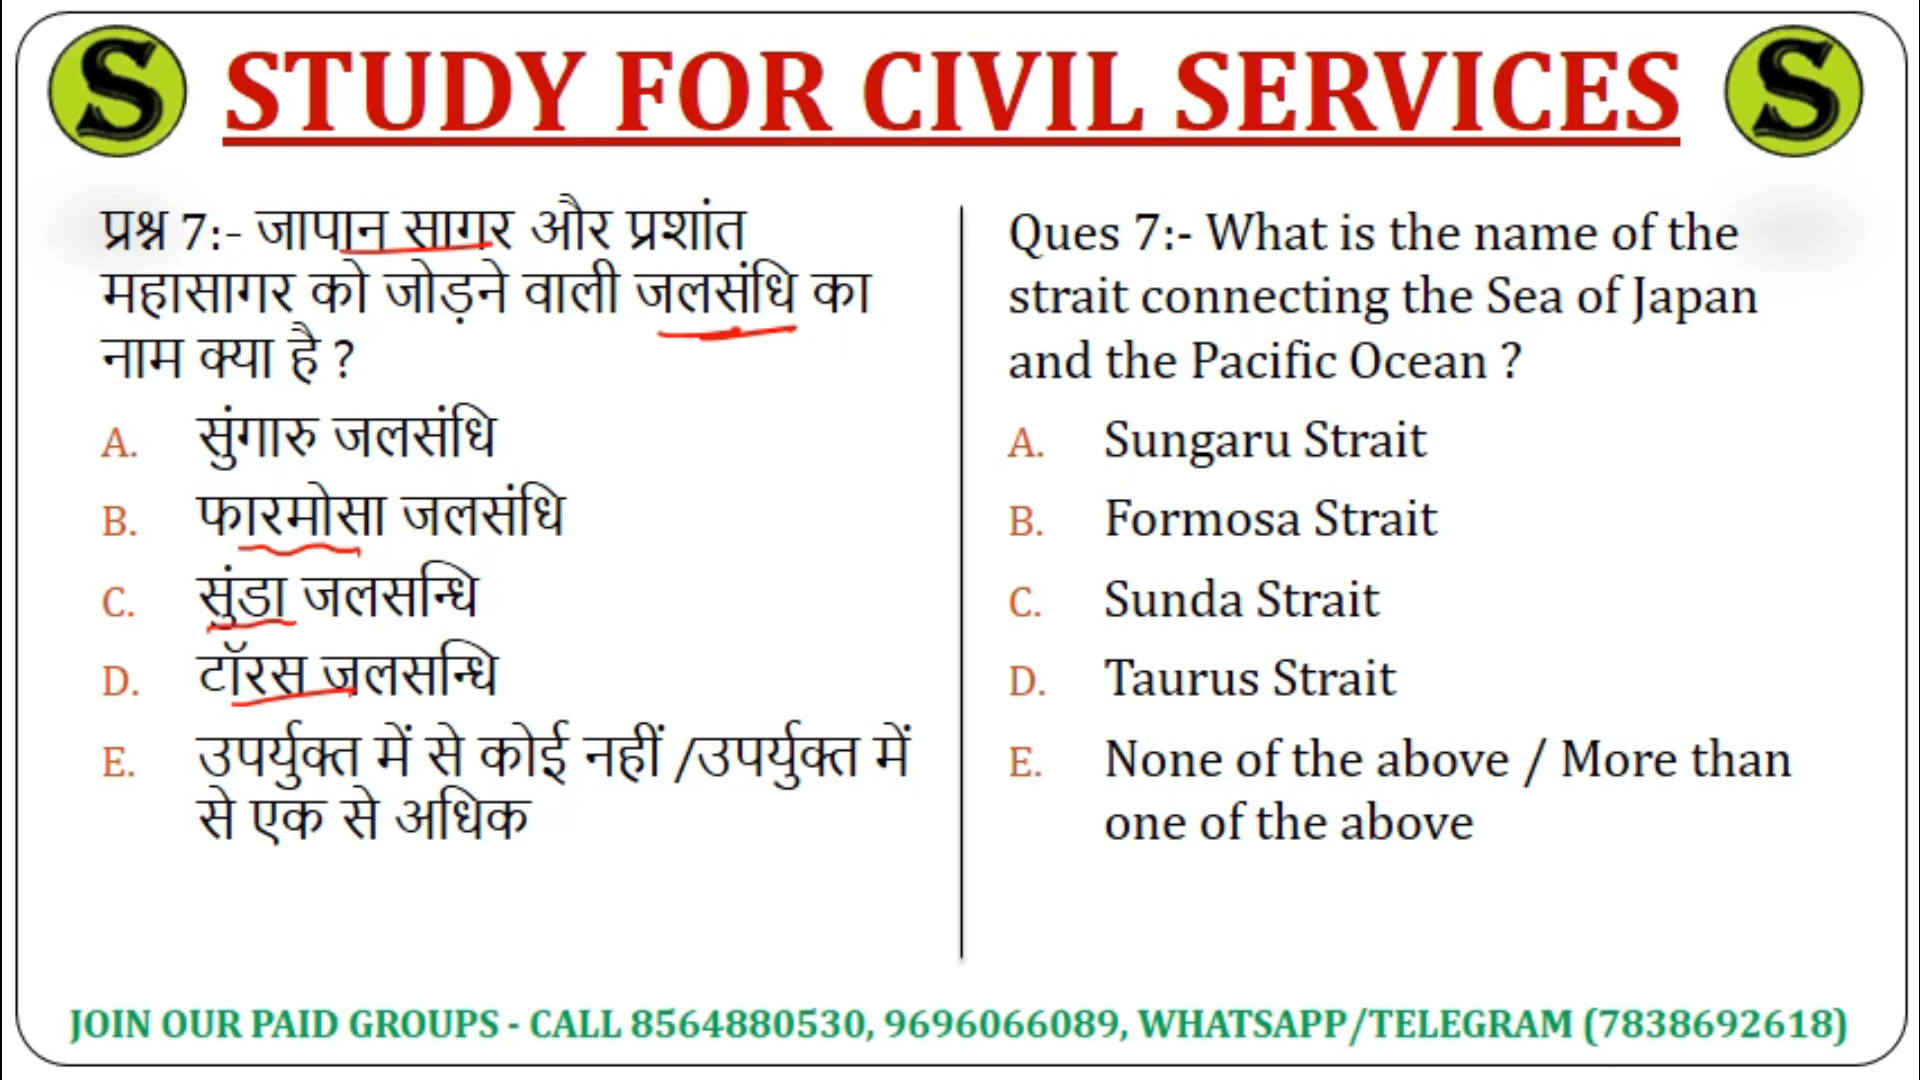 S STUDY FOR CIVIL SERVICES S
प्रश्न 7:- जापान सागर और प्रशांत
महासागर को जोड़ने वाली जलसंधि का
नाम क्या है ?
A. सुंगारु जलसंधि
B. फारमोसा जलसंधि
C. सुंडा जलसन्धि
D. टॉरस जलसन्धि
E. उपर्युक्त में से कोई नहीं /उपर्युक्त में
से एक से अधिक
Ques 7:- What is the name of the
strait connecting the Sea of Japan
and the Pacific Ocean ?
A. Sungaru Strait
B. Formosa Strait
C. Sunda Strait
D. Taurus Strait
E. None of the above / More than
one of the above
JOIN OUR PAID GROUPS - CALL 8564880530, 9696066089, WHATSAPP/TELEGRAM (7838692618)